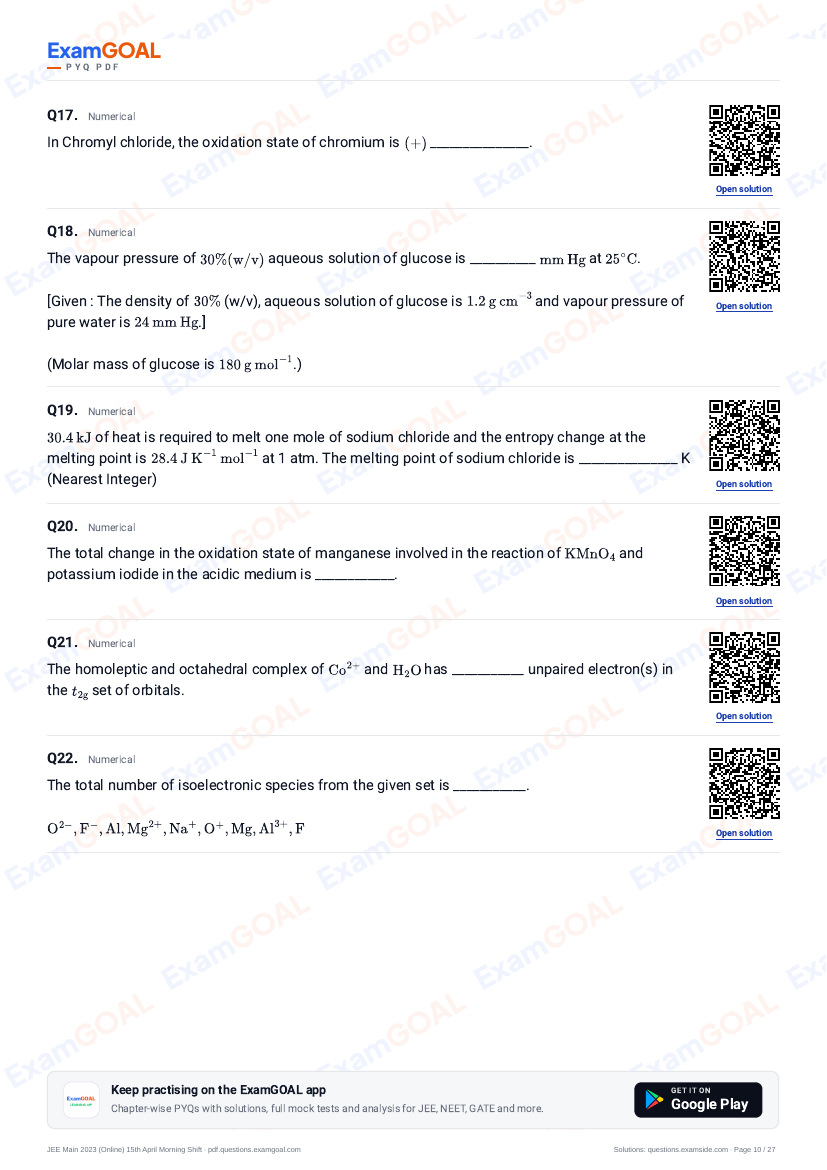 ExamGOAL
PYQ PDF
Q17. Numerical
In Chromyl chloride, the oxidation state of chromium is (+) ______________.
Open solution
Q18. Numerical
The vapour pressure of 30%(w/v) aqueous solution of glucose is __________ mm Hg at 25°C.
[Given : The density of 30% (w/v), aqueous solution of glucose is 1.2 g cm⁻³ and vapour pressure of
pure water is 24 mm Hg.]
Open solution
(Molar mass of glucose is 180 g mol⁻¹.)
Q19. Numerical
30.4 kJ of heat is required to melt one mole of sodium chloride and the entropy change at the
melting point is 28.4 J K⁻¹ mol⁻¹ at 1 atm. The melting point of sodium chloride is ______________ K
(Nearest Integer)
Open solution
Q20. Numerical
The total change in the oxidation state of manganese involved in the reaction of KMnO₄ and
potassium iodide in the acidic medium is ____________.
Open solution
Q21. Numerical
The homoleptic and octahedral complex of Co²⁺ and H₂O has ___________ unpaired electron(s) in
the t₂g set of orbitals.
Open solution
Q22. Numerical
The total number of isoelectronic species from the given set is ___________.
O²⁻, F⁻, Al, Mg²⁺, Na⁺, O⁺, Mg, Al³⁺, F
Open solution
Keep practising on the ExamGOAL app
Chapter-wise PYQs with solutions, full mock tests and analysis for JEE, NEET, GATE and more.
GET IT ON
Google Play
JEE Main 2023 (Online) 15th April Morning Shift · pdf.questions.examgoal.com
Solutions: questions.examside.com · Page 10 / 27